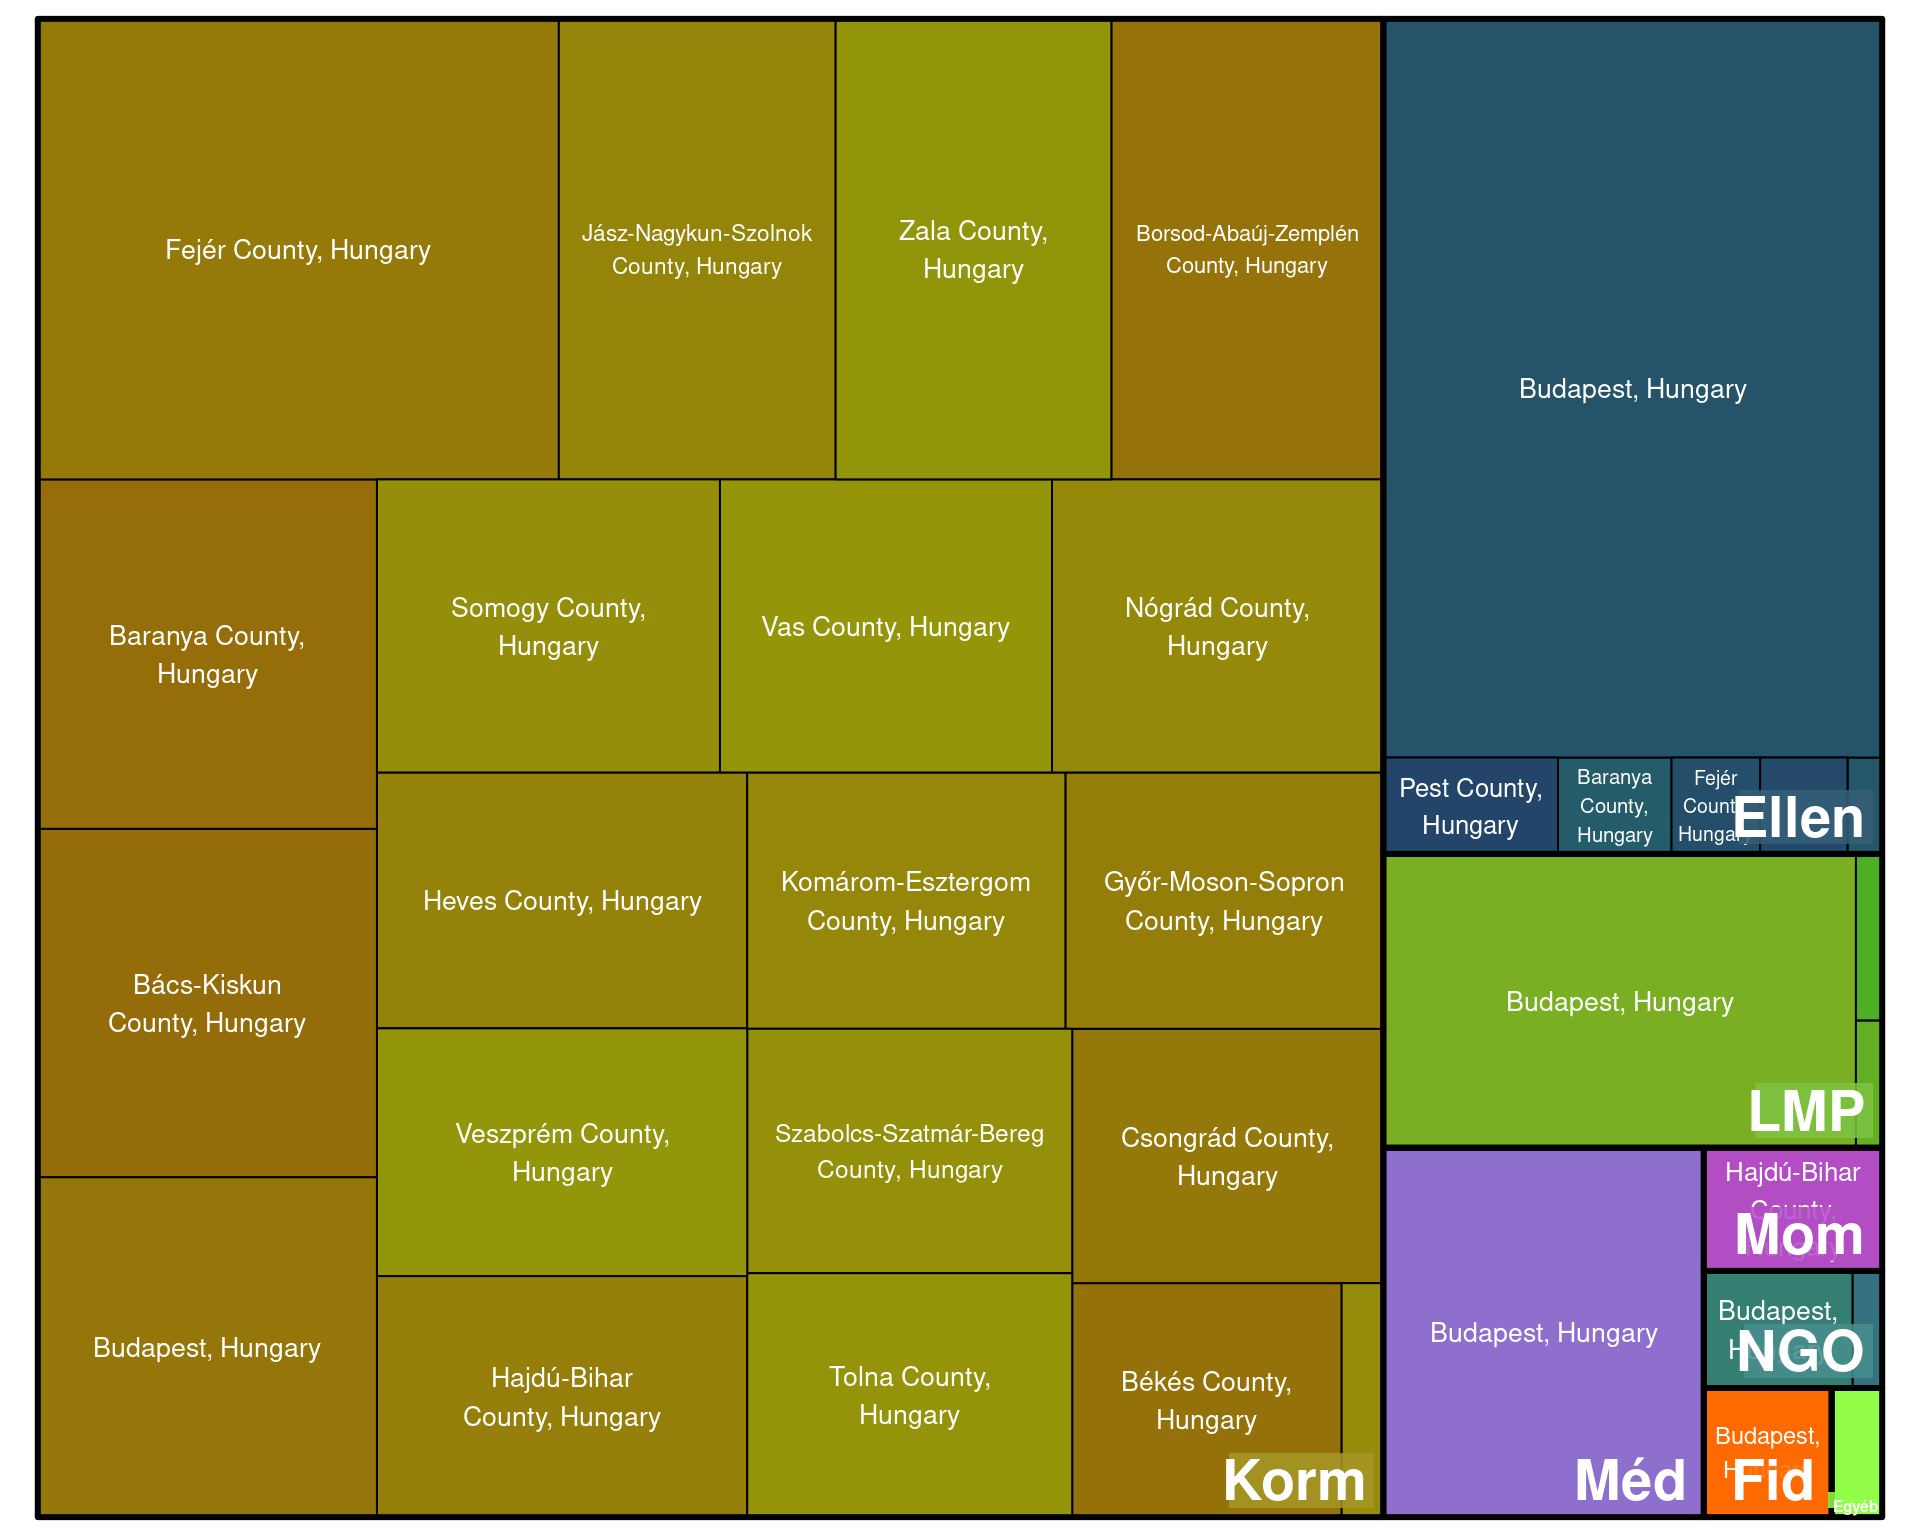 Fejér County, Hungary
Jász-Nagykun-Szolnok
County, Hungary
Zala County,
Hungary
Borsod-Abaúj-Zemplén
County, Hungary
Budapest, Hungary
Baranya County,
Hungary
Somogy County,
Hungary
Vas County, Hungary
Nógrád County,
Hungary
Pest County,
Hungary
Baranya
County,
Hungary
Fejér
County,
Hungary
Ellen
Bács-Kiskun
County, Hungary
Heves County, Hungary
Komárom-Esztergom
County, Hungary
Győr-Moson-Sopron
County, Hungary
Budapest, Hungary
LMP
Veszprém County,
Hungary
Szabolcs-Szatmár-Bereg
County, Hungary
Csongrád County,
Hungary
Budapest, Hungary
Hajdú-Bihar
County, Hungary
Tolna County,
Hungary
Békés County,
Hungary
Korm
Budapest, Hungary
Méd
Hajdú-Bihar
County,
Mom
Budapest,
NGO
Budapest,
Fid
Egyéb